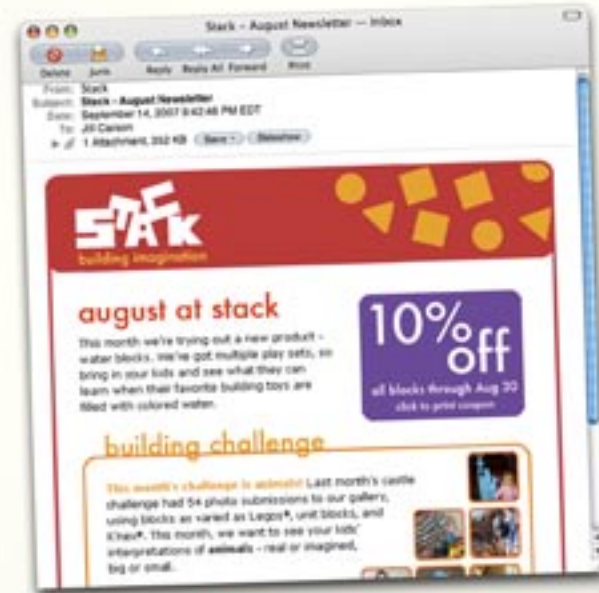 Stack - August Newsletter — Inbox
Delete Junk Reply Reply All Forward Print
From: Stack
Subject: Stack - August Newsletter
Date: September 14, 2007 9:42:46 PM EDT
To: Jill Carson
1 Attachment, 352 KB Save Slideshow
STACK
building imagination
august at stack
This month we're trying out a new product -
water blocks. We've got multiple play sets, so
bring in your kids and see what they can
learn when their favorite building toys are
filled with colored water.
10%
off
all blocks through Aug 30
click to print coupon
building challenge
This month's challenge is animals! Last month's castle
challenge had 54 photo submissions to our gallery,
using blocks as varied as Legos®, unit blocks, and
K'nex®. This month, we want to see your kids'
interpretations of animals - real or imagined,
big or small.